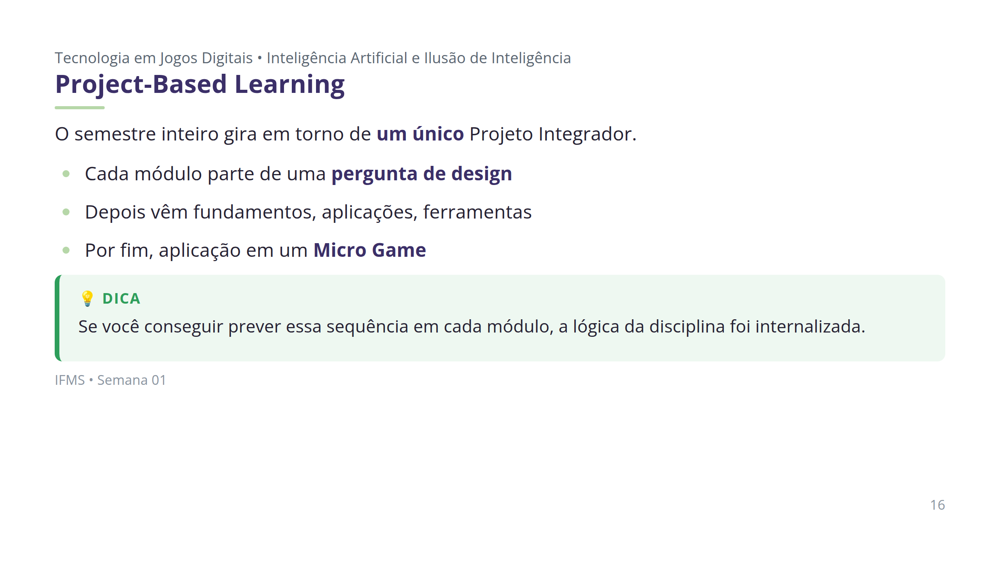 Tecnologia em Jogos Digitais • Inteligência Artificial e Ilusão de Inteligência
Project-Based Learning
O semestre inteiro gira em torno de um único Projeto Integrador.
Cada módulo parte de uma pergunta de design
Depois vêm fundamentos, aplicações, ferramentas
Por fim, aplicação em um Micro Game
💡 DICA
Se você conseguir prever essa sequência em cada módulo, a lógica da disciplina foi internalizada.
IFMS • Semana 01
16